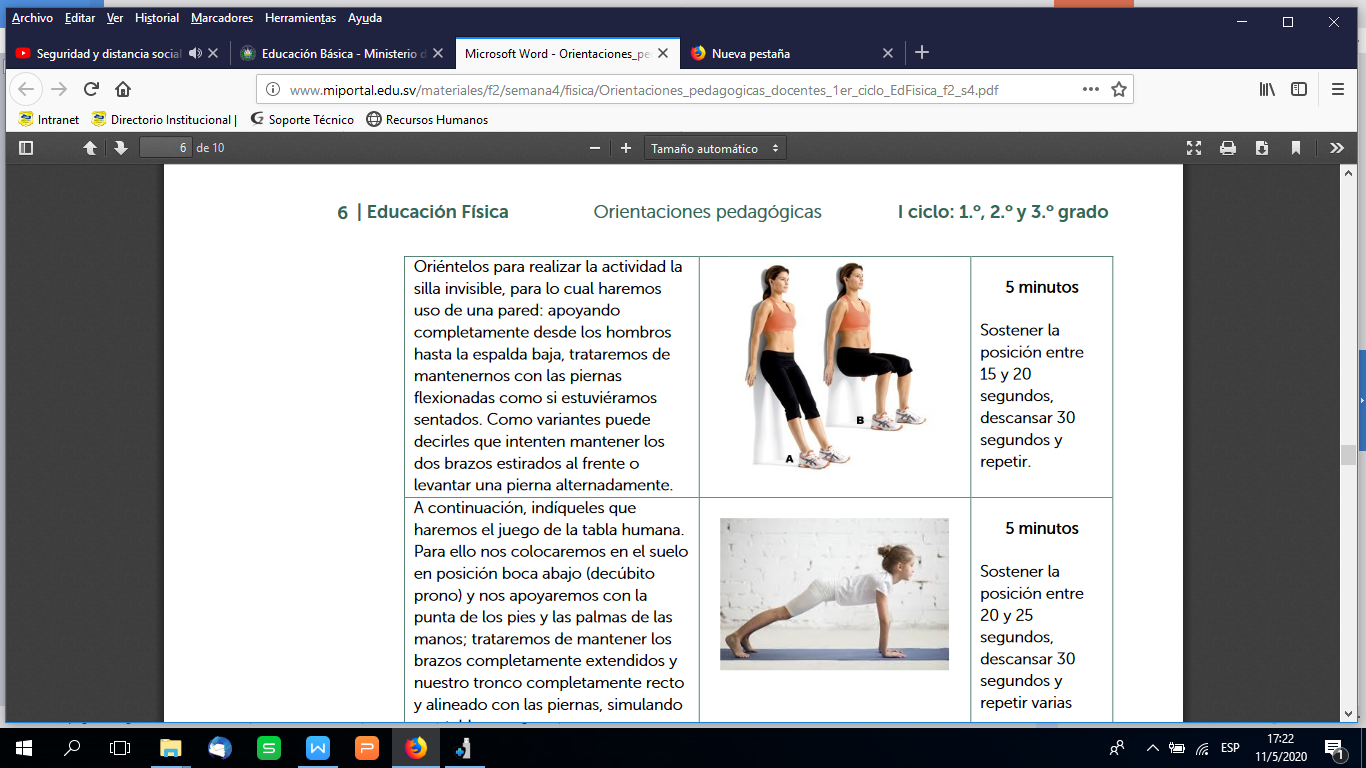 Archivo Editar Ver Historial Marcadores Herramientas Ayuda
Seguridad y distancia social
Educación Básica - Ministerio d
Microsoft Word - Orientaciones_pe
Nueva pestaña
www.miportal.edu.sv/materiales/f2/semana4/fisica/Orientaciones_pedagogicas_docentes_1er_ciclo_EdFisica_f2_s4.pdf
Intranet Directorio Institucional | Soporte Técnico Recursos Humanos
6 de 10 Tamaño automático
6 | Educación Física Orientaciones pedagógicas I ciclo: 1.º, 2.º y 3.º grado
Oriéntelos para realizar la actividad la
silla invisible, para lo cual haremos
uso de una pared: apoyando
completamente desde los hombros
hasta la espalda baja, trataremos de
mantenernos con las piernas
flexionadas como si estuviéramos
sentados. Como variantes puede
decirles que intenten mantener los
dos brazos estirados al frente o
levantar una pierna alternadamente.
A
B
5 minutos
Sostener la
posición entre
15 y 20
segundos,
descansar 30
segundos y
repetir.
A continuación, indíqueles que
haremos el juego de la tabla humana.
Para ello nos colocaremos en el suelo
en posición boca abajo (decúbito
prono) y nos apoyaremos con la
punta de los pies y las palmas de las
manos; trataremos de mantener los
brazos completamente extendidos y
nuestro tronco completamente recto
y alineado con las piernas, simulando
5 minutos
Sostener la
posición entre
20 y 25
segundos,
descansar 30
segundos y
repetir varias
ESP
17:22
11/5/2020
1